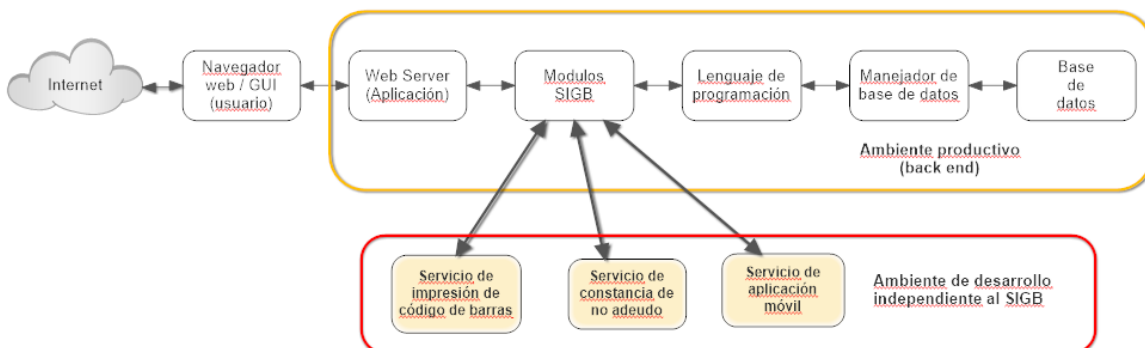 Internet
Navegador
web / GUI
(usuario)
Web Server
(Aplicación)
Modulos
SIGB
Lenguaje de
programación
Manejador de
base de datos
Base
de
datos
Ambiente productivo
(back end)
Servicio de
impresión de
código de barras
Servicio de
constancia de
no adeudo
Servicio de
aplicación
móvil
Ambiente de desarrollo
independiente al SIGB